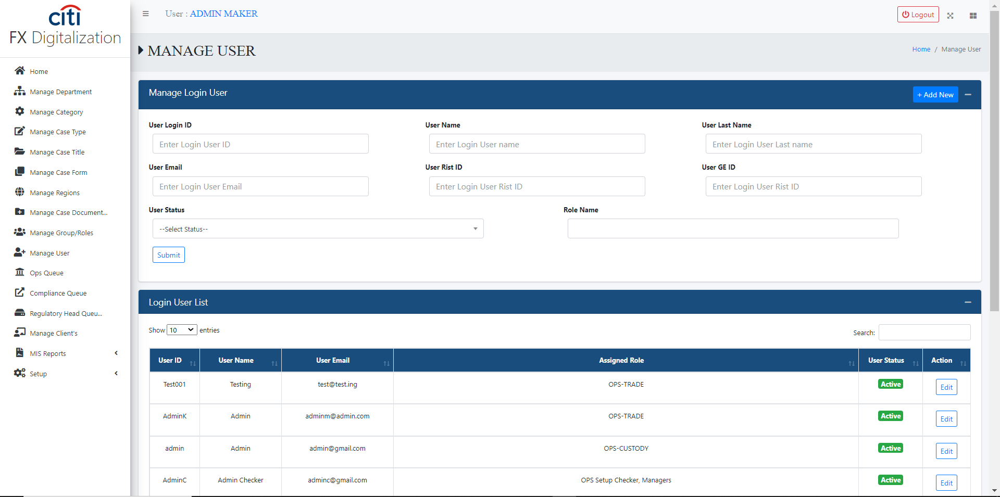 citi
FX Digitalization
Home
Manage Department
Manage Category
Manage Case Type
Manage Case Title
Manage Case Form
Manage Regions
Manage Case Document...
Manage Group/Roles
Manage User
Ops Queue
Compliance Queue
Regulatory Head Queu...
Manage Client's
MIS Reports
Setup
User : ADMIN MAKER
Logout
MANAGE USER
Home / Manage User
Manage Login User
+ Add New
User Login ID User Name User Last Name
Enter Login User ID Enter Login User name Enter Login User Last name
User Email User Rist ID User GE ID
Enter Login User Email Enter Login User Rist ID Enter Login User Rist ID
User Status Role Name
--Select Status--
Submit
Login User List
Show 10 entries
Search:
User ID User Name User Email Assigned Role User Status Action
Test001 Testing test@test.ing OPS-TRADE Active Edit
AdminK Admin adminm@admin.com OPS-TRADE Active Edit
admin Admin admin@gmail.com OPS-CUSTODY Active Edit
AdminC Admin Checker adminc@gmail.com OPS Setup Checker, Managers Active Edit